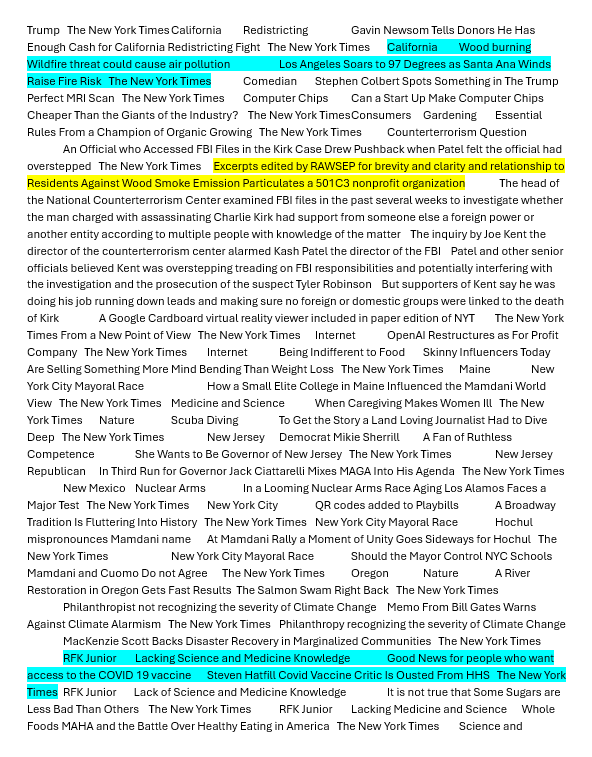 Trump The New York Times California Redistricting Gavin Newsom Tells Donors He Has
Enough Cash for California Redistricting Fight The New York Times California Wood burning
Wildfire threat could cause air pollution Los Angeles Soars to 97 Degrees as Santa Ana Winds
Raise Fire Risk The New York Times Comedian Stephen Colbert Spots Something in The Trump
Perfect MRI Scan The New York Times Computer Chips Can a Start Up Make Computer Chips
Cheaper Than the Giants of the Industry? The New York Times Consumers Gardening Essential
Rules From a Champion of Organic Growing The New York Times Counterterrorism Question
An Official who Accessed FBI Files in the Kirk Case Drew Pushback when Patel felt the official had
overstepped The New York Times Excerpts edited by RAWSEP for brevity and clarity and relationship to
Residents Against Wood Smoke Emission Particulates a 501C3 nonprofit organization The head of
the National Counterterrorism Center examined FBI files in the past several weeks to investigate whether
the man charged with assassinating Charlie Kirk had support from someone else a foreign power or
another entity according to multiple people with knowledge of the matter The inquiry by Joe Kent the
director of the counterterrorism center alarmed Kash Patel the director of the FBI Patel and other senior
officials believed Kent was overstepping treading on FBI responsibilities and potentially interfering with
the investigation and the prosecution of the suspect Tyler Robinson But supporters of Kent say he was
doing his job running down leads and making sure no foreign or domestic groups were linked to the death
of Kirk A Google Cardboard virtual reality viewer included in paper edition of NYT The New York
Times From a New Point of View The New York Times Internet OpenAI Restructures as For Profit
Company The New York Times Internet Being Indifferent to Food Skinny Influencers Today
Are Selling Something More Mind Bending Than Weight Loss The New York Times Maine New
York City Mayoral Race How a Small Elite College in Maine Influenced the Mamdani World
View The New York Times Medicine and Science When Caregiving Makes Women Ill The New
York Times Nature Scuba Diving To Get the Story a Land Loving Journalist Had to Dive
Deep The New York Times New Jersey Democrat Mikie Sherrill A Fan of Ruthless
Competence She Wants to Be Governor of New Jersey The New York Times New Jersey
Republican In Third Run for Governor Jack Ciattarelli Mixes MAGA Into His Agenda The New York Times
New Mexico Nuclear Arms In a Looming Nuclear Arms Race Aging Los Alamos Faces a
Major Test The New York Times New York City QR codes added to Playbills A Broadway
Tradition Is Fluttering Into History The New York Times New York City Mayoral Race Hochul
mispronounces Mamdani name At Mamdani Rally a Moment of Unity Goes Sideways for Hochul The
New York Times New York City Mayoral Race Should the Mayor Control NYC Schools
Mamdani and Cuomo Do not Agree The New York Times Oregon Nature A River
Restoration in Oregon Gets Fast Results The Salmon Swam Right Back The New York Times
Philanthropist not recognizing the severity of Climate Change Memo From Bill Gates Warns
Against Climate Alarmism The New York Times Philanthropy recognizing the severity of Climate Change
MacKenzie Scott Backs Disaster Recovery in Marginalized Communities The New York Times
RFK Junior Lacking Science and Medicine Knowledge Good News for people who want
access to the COVID 19 vaccine Steven Hatfill Covid Vaccine Critic Is Ousted From HHS The New York
Times RFK Junior Lack of Science and Medicine Knowledge It is not true that Some Sugars are
Less Bad Than Others The New York Times RFK Junior Lacking Medicine and Science Whole
Foods MAHA and the Battle Over Healthy Eating in America The New York Times Science and